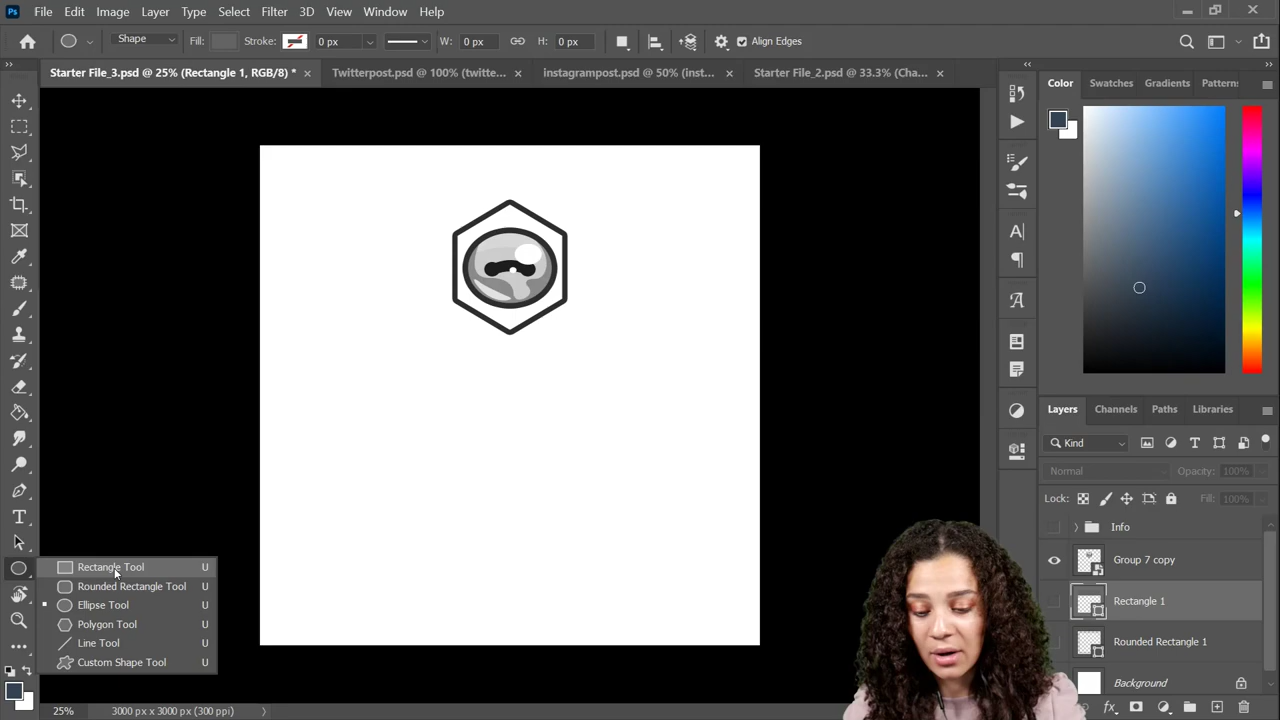 Ps File Edit Image Layer Type Select Filter 3D View Window Help
Shape Fill: Stroke: 0 px W: 0 px H: 0 px Align Edges
Starter File_3.psd @ 25% (Rectangle 1, RGB/8) * × Twitterpost.psd @ 100% (twitte... × instagrampost.psd @ 50% (inst... × Starter File_2.psd @ 33.3% (Cha... ×
Color Swatches Gradients Pattern
Layers Channels Paths Libraries
Kind
Normal Opacity: 100%
Lock: Fill: 100%
Info
Group 7 copy
Rectangle 1
Rounded Rectangle 1
Background
Rectangle Tool U
Rounded Rectangle Tool U
Ellipse Tool U
Polygon Tool U
Line Tool U
Custom Shape Tool U
25% 3000 px x 3000 px (300 ppi)